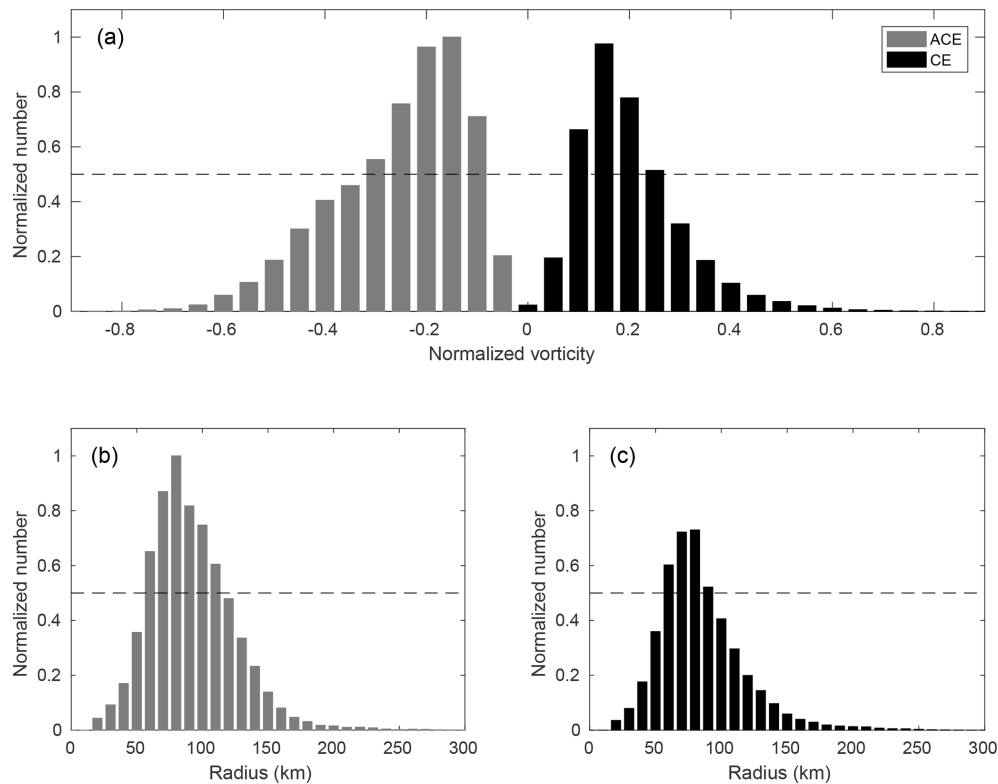 (a)
ACE
CE
Normalized number
1
0.8
0.6
0.4
0.2
0
-0.8 -0.6 -0.4 -0.2 0 0.2 0.4 0.6 0.8
Normalized vorticity
(b)
Normalized number
1
0.8
0.6
0.4
0.2
0
0 50 100 150 200 250 300
Radius (km)
(c)
Normalized number
1
0.8
0.6
0.4
0.2
0
0 50 100 150 200 250 300
Radius (km)